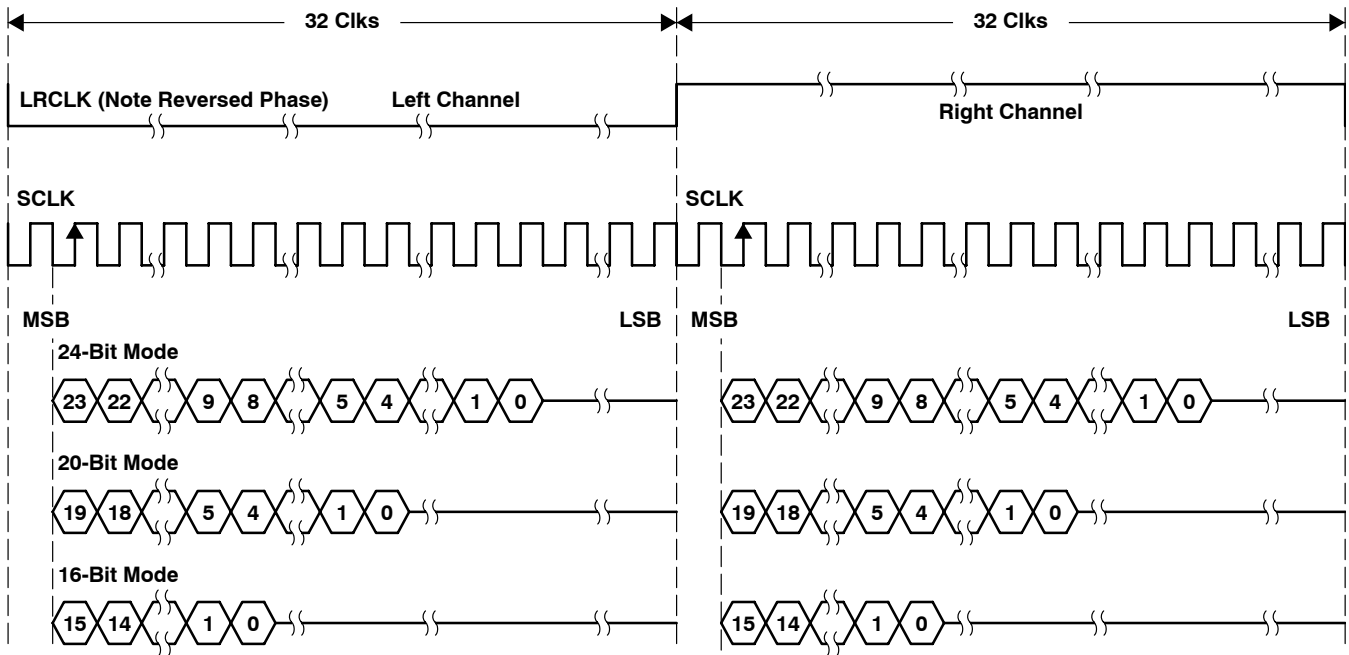 32 Clks 32 Clks
LRCLK (Note Reversed Phase) Left Channel
Right Channel
SCLK SCLK
MSB LSB MSB LSB
24-Bit Mode
23 22 9 8 5 4 1 0 23 22 9 8 5 4 1 0
20-Bit Mode
19 18 5 4 1 0 19 18 5 4 1 0
16-Bit Mode
15 14 1 0 15 14 1 0